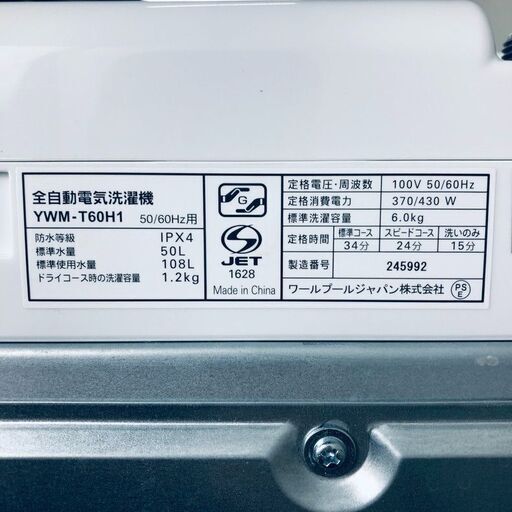 全自動電気洗濯機
YWM-T60H1 50/60Hz用
防水等級 IPX4
標準水量 50L
標準使用水量 108L
ドライコース時の洗濯容量 1.2kg
G
JET
1628
Made in China
定格電圧・周波数 100V 50/60Hz
定格消費電力 370/430 W
標準洗濯容量 6.0kg
定格時間 標準コース スピードコース 洗いのみ
34分 24分 15分
製造番号 245992
ワールプールジャパン株式会社 PSE